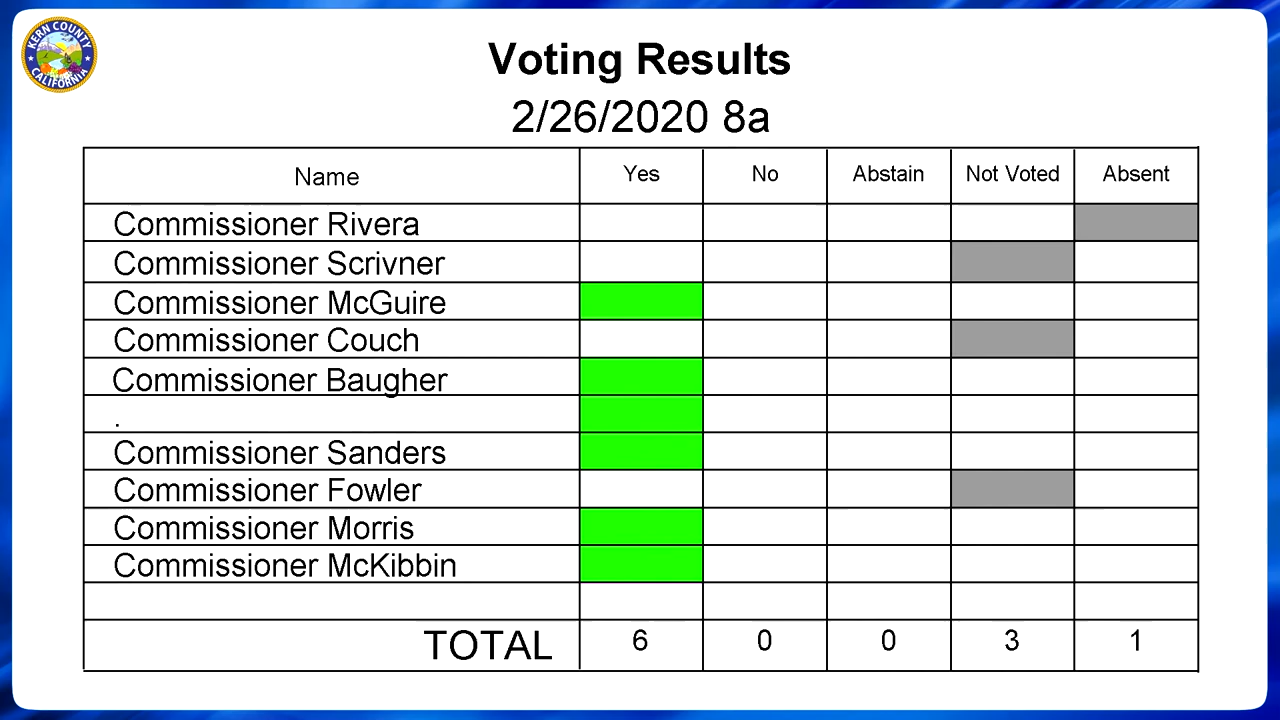 KERN COUNTY
CALIFORNIA
Voting Results
2/26/2020 8a
Name Yes No Abstain Not Voted Absent
Commissioner Rivera
Commissioner Scrivner
Commissioner McGuire
Commissioner Couch
Commissioner Baugher
.
Commissioner Sanders
Commissioner Fowler
Commissioner Morris
Commissioner McKibbin
TOTAL 6 0 0 3 1